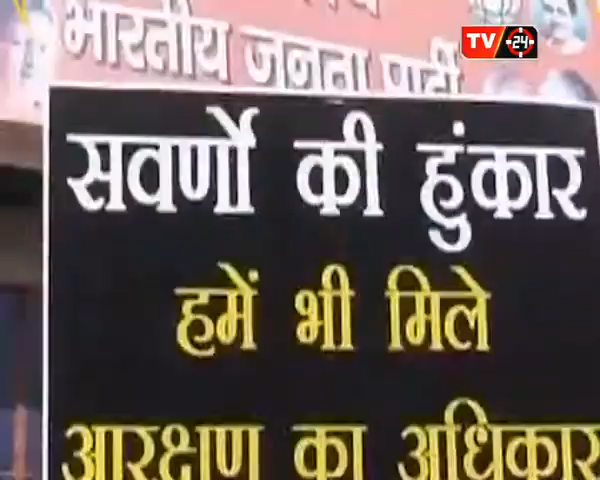 TV 24
भारतीय जनता पार्टी
सवर्णो की हुंकार
हमें भी मिले
आरक्षण का अधिकार